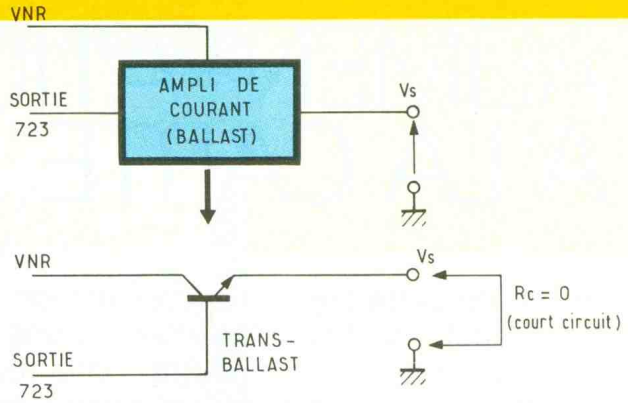 VNR
AMPLI DE
COURANT
(BALLAST)
SORTIE
723
Vs
VNR
Vs
Rc = 0
(court circuit)
TRANS-
BALLAST
SORTIE
723